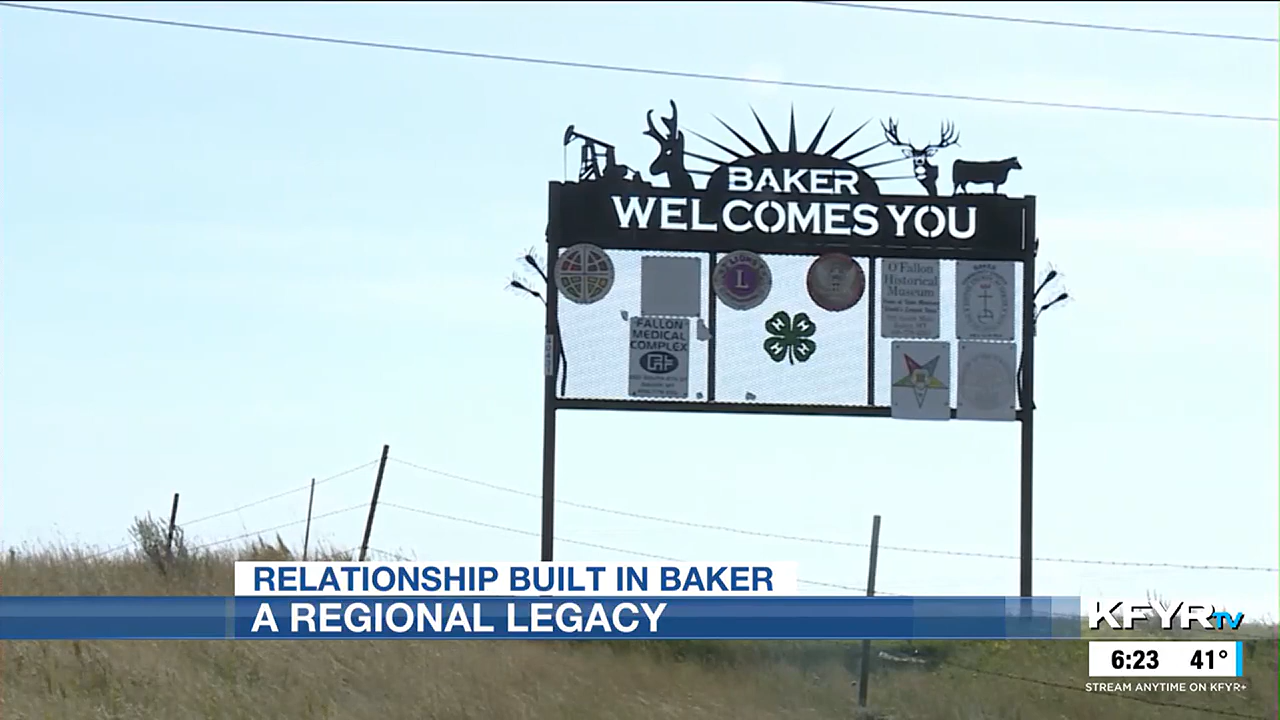 BAKER
WELCOMES YOU
LIONS
L
O'Fallon
Historical
Museum
FALLON
MEDICAL
COMPLEX
H H
H H
RELATIONSHIP BUILT IN BAKER
A REGIONAL LEGACY
KFYRTV
6:23 41°
STREAM ANYTIME ON KFYR+